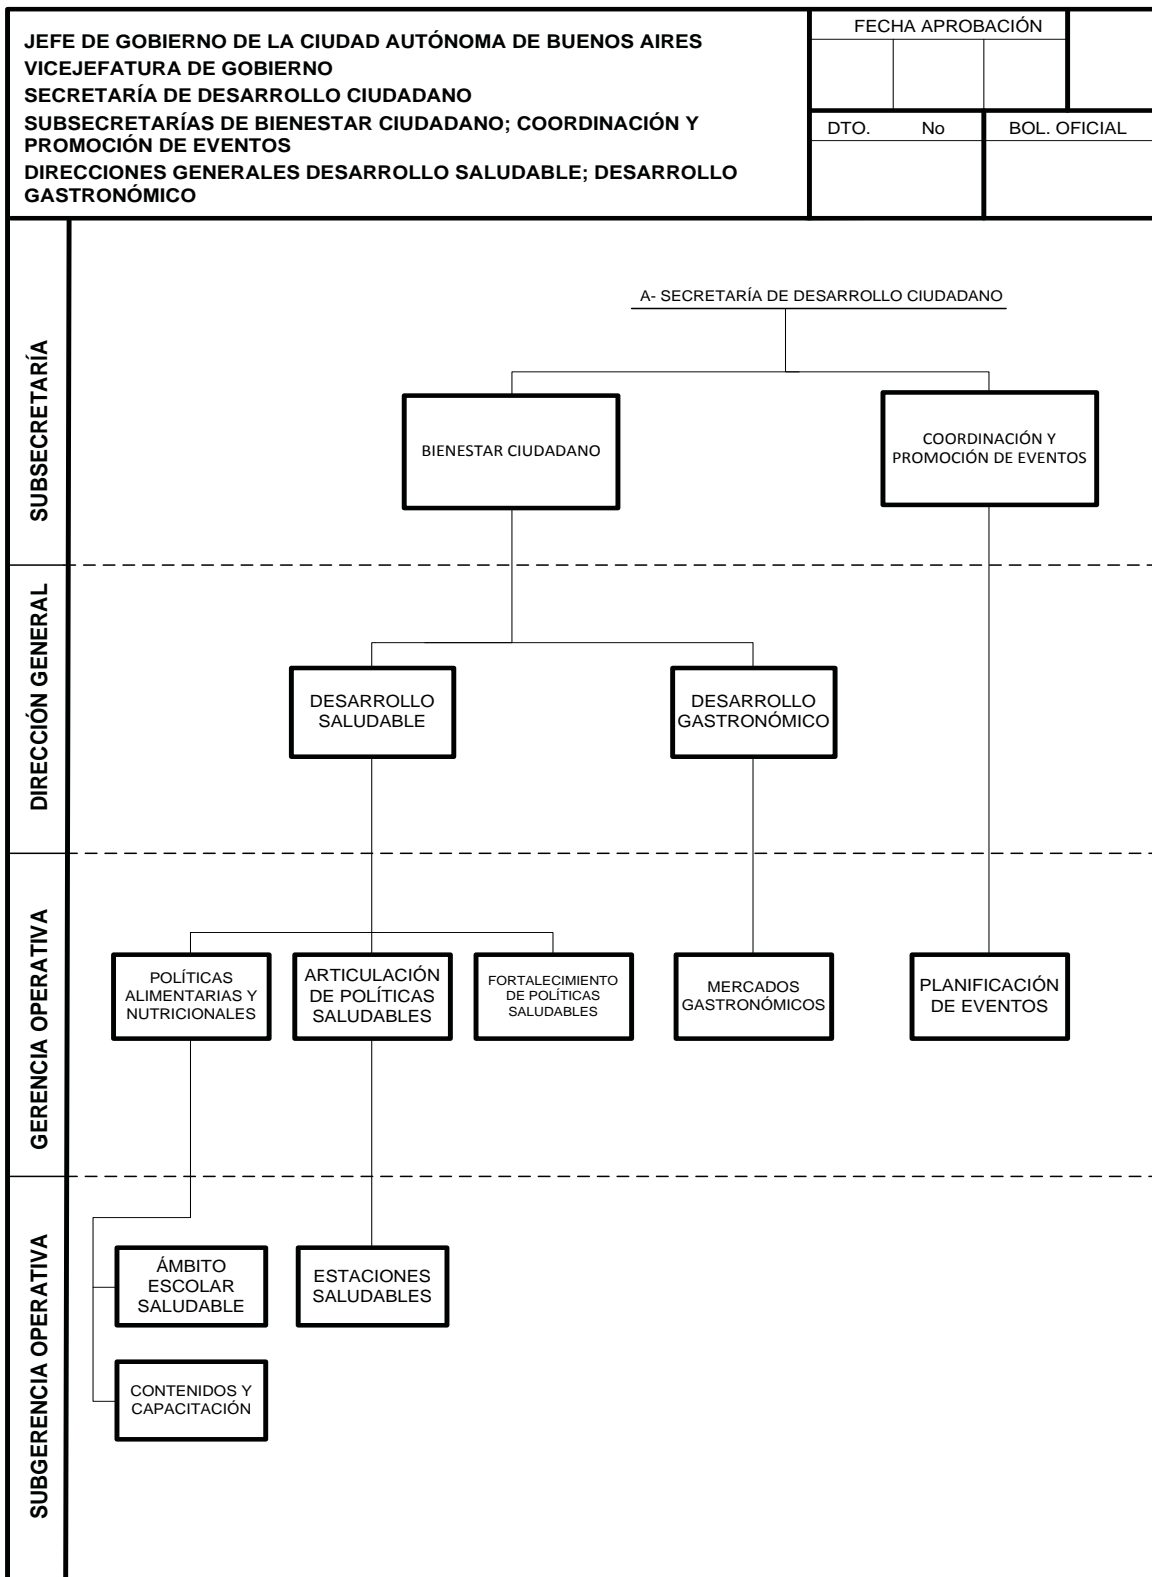 JEFE DE GOBIERNO DE LA CIUDAD AUTÓNOMA DE BUENOS AIRES
VICEJEFATURA DE GOBIERNO
SECRETARÍA DE DESARROLLO CIUDADANO
SUBSECRETARÍAS DE BIENESTAR CIUDADANO; COORDINACIÓN Y
PROMOCIÓN DE EVENTOS
DIRECCIONES GENERALES DESARROLLO SALUDABLE; DESARROLLO
GASTRONÓMICO
FECHA APROBACIÓN
DTO. No
BOL. OFICIAL
SUBSECRETARÍA
A- SECRETARÍA DE DESARROLLO CIUDADANO
BIENESTAR CIUDADANO
COORDINACIÓN Y
PROMOCIÓN DE EVENTOS
DIRECCIÓN GENERAL
DESARROLLO
SALUDABLE
DESARROLLO
GASTRONÓMICO
GERENCIA OPERATIVA
POLÍTICAS
ALIMENTARIAS Y
NUTRICIONALES
ARTICULACIÓN
DE POLÍTICAS
SALUDABLES
FORTALECIMIENTO
DE POLÍTICAS
SALUDABLES
MERCADOS
GASTRONÓMICOS
PLANIFICACIÓN
DE EVENTOS
SUBGERENCIA OPERATIVA
ÁMBITO
ESCOLAR
SALUDABLE
ESTACIONES
SALUDABLES
CONTENIDOS Y
CAPACITACIÓN